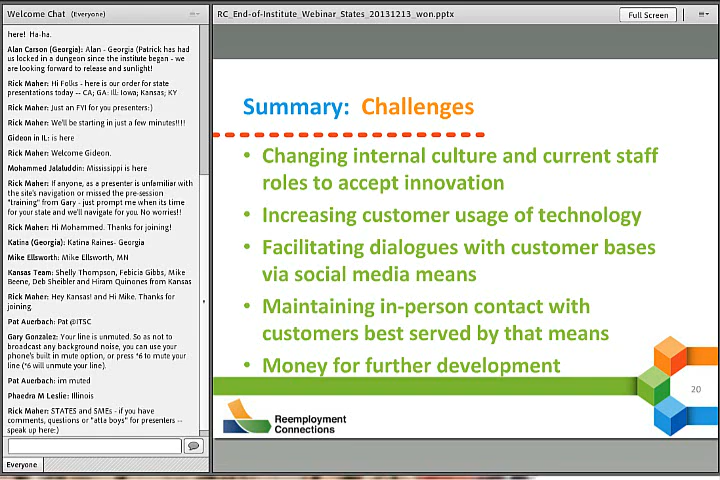 Welcome Chat (Everyone)
here! Ha-ha.
Alan Carson (Georgia): Alan - Georgia (Patrick has had
us locked in a dungeon since the institute began - we
are looking forward to release and sunlight!
Rick Maher: Hi Folks - here is our order for state
presentations today -- CA; GA: Ill: Iowa; Kansas; KY
Rick Maher: Just an FYI for you presenters:)
Rick Maher: We'll be starting in just a few minutes!!!!
Gideon in IL: is here
Rick Maher: Welcome Gideon.
Mohammed Jalaluddin: Mississippi is here
Rick Maher: If anyone, as a presenter is unfamiliar with
the site's navigation or missed the pre-session
"training" from Gary - just prompt me when its time
for your state and we'll navigate for you. No worries!!
Rick Maher: Hi Mohammed. Thanks for joining!
Katina (Georgia): Katina Raines- Georgia
Mike Ellsworth: Mike Ellsworth, MN
Kansas Team: Shelly Thompson, Febicia Gibbs, Mike
Beene, Deb Sheibler and Hiram Quinones from Kansas
Rick Maher: Hey Kansas! and Hi Mike. Thanks for
joining.
Pat Auerbach: Pat @ITSC
Gary Gonzalez: Your line is unmuted. So as not to
broadcast any background noise, you can use your
phone's built in mute option, or press *6 to mute your
line (*6 will unmute your line).
Pat Auerbach: im muted
Phaedra M Leslie: Illinois
Rick Maher: STATES and SMEs - if you have
comments, questions or "atta boys" for presenters --
speak up here:)
Everyone
RC_End-of-Institute_Webinar_States_20131213_won.pptx
Full Screen
Summary: Challenges
• Changing internal culture and current staff
roles to accept innovation
• Increasing customer usage of technology
• Facilitating dialogues with customer bases
via social media means
• Maintaining in-person contact with
customers best served by that means
• Money for further development
20
Reemployment
Connections